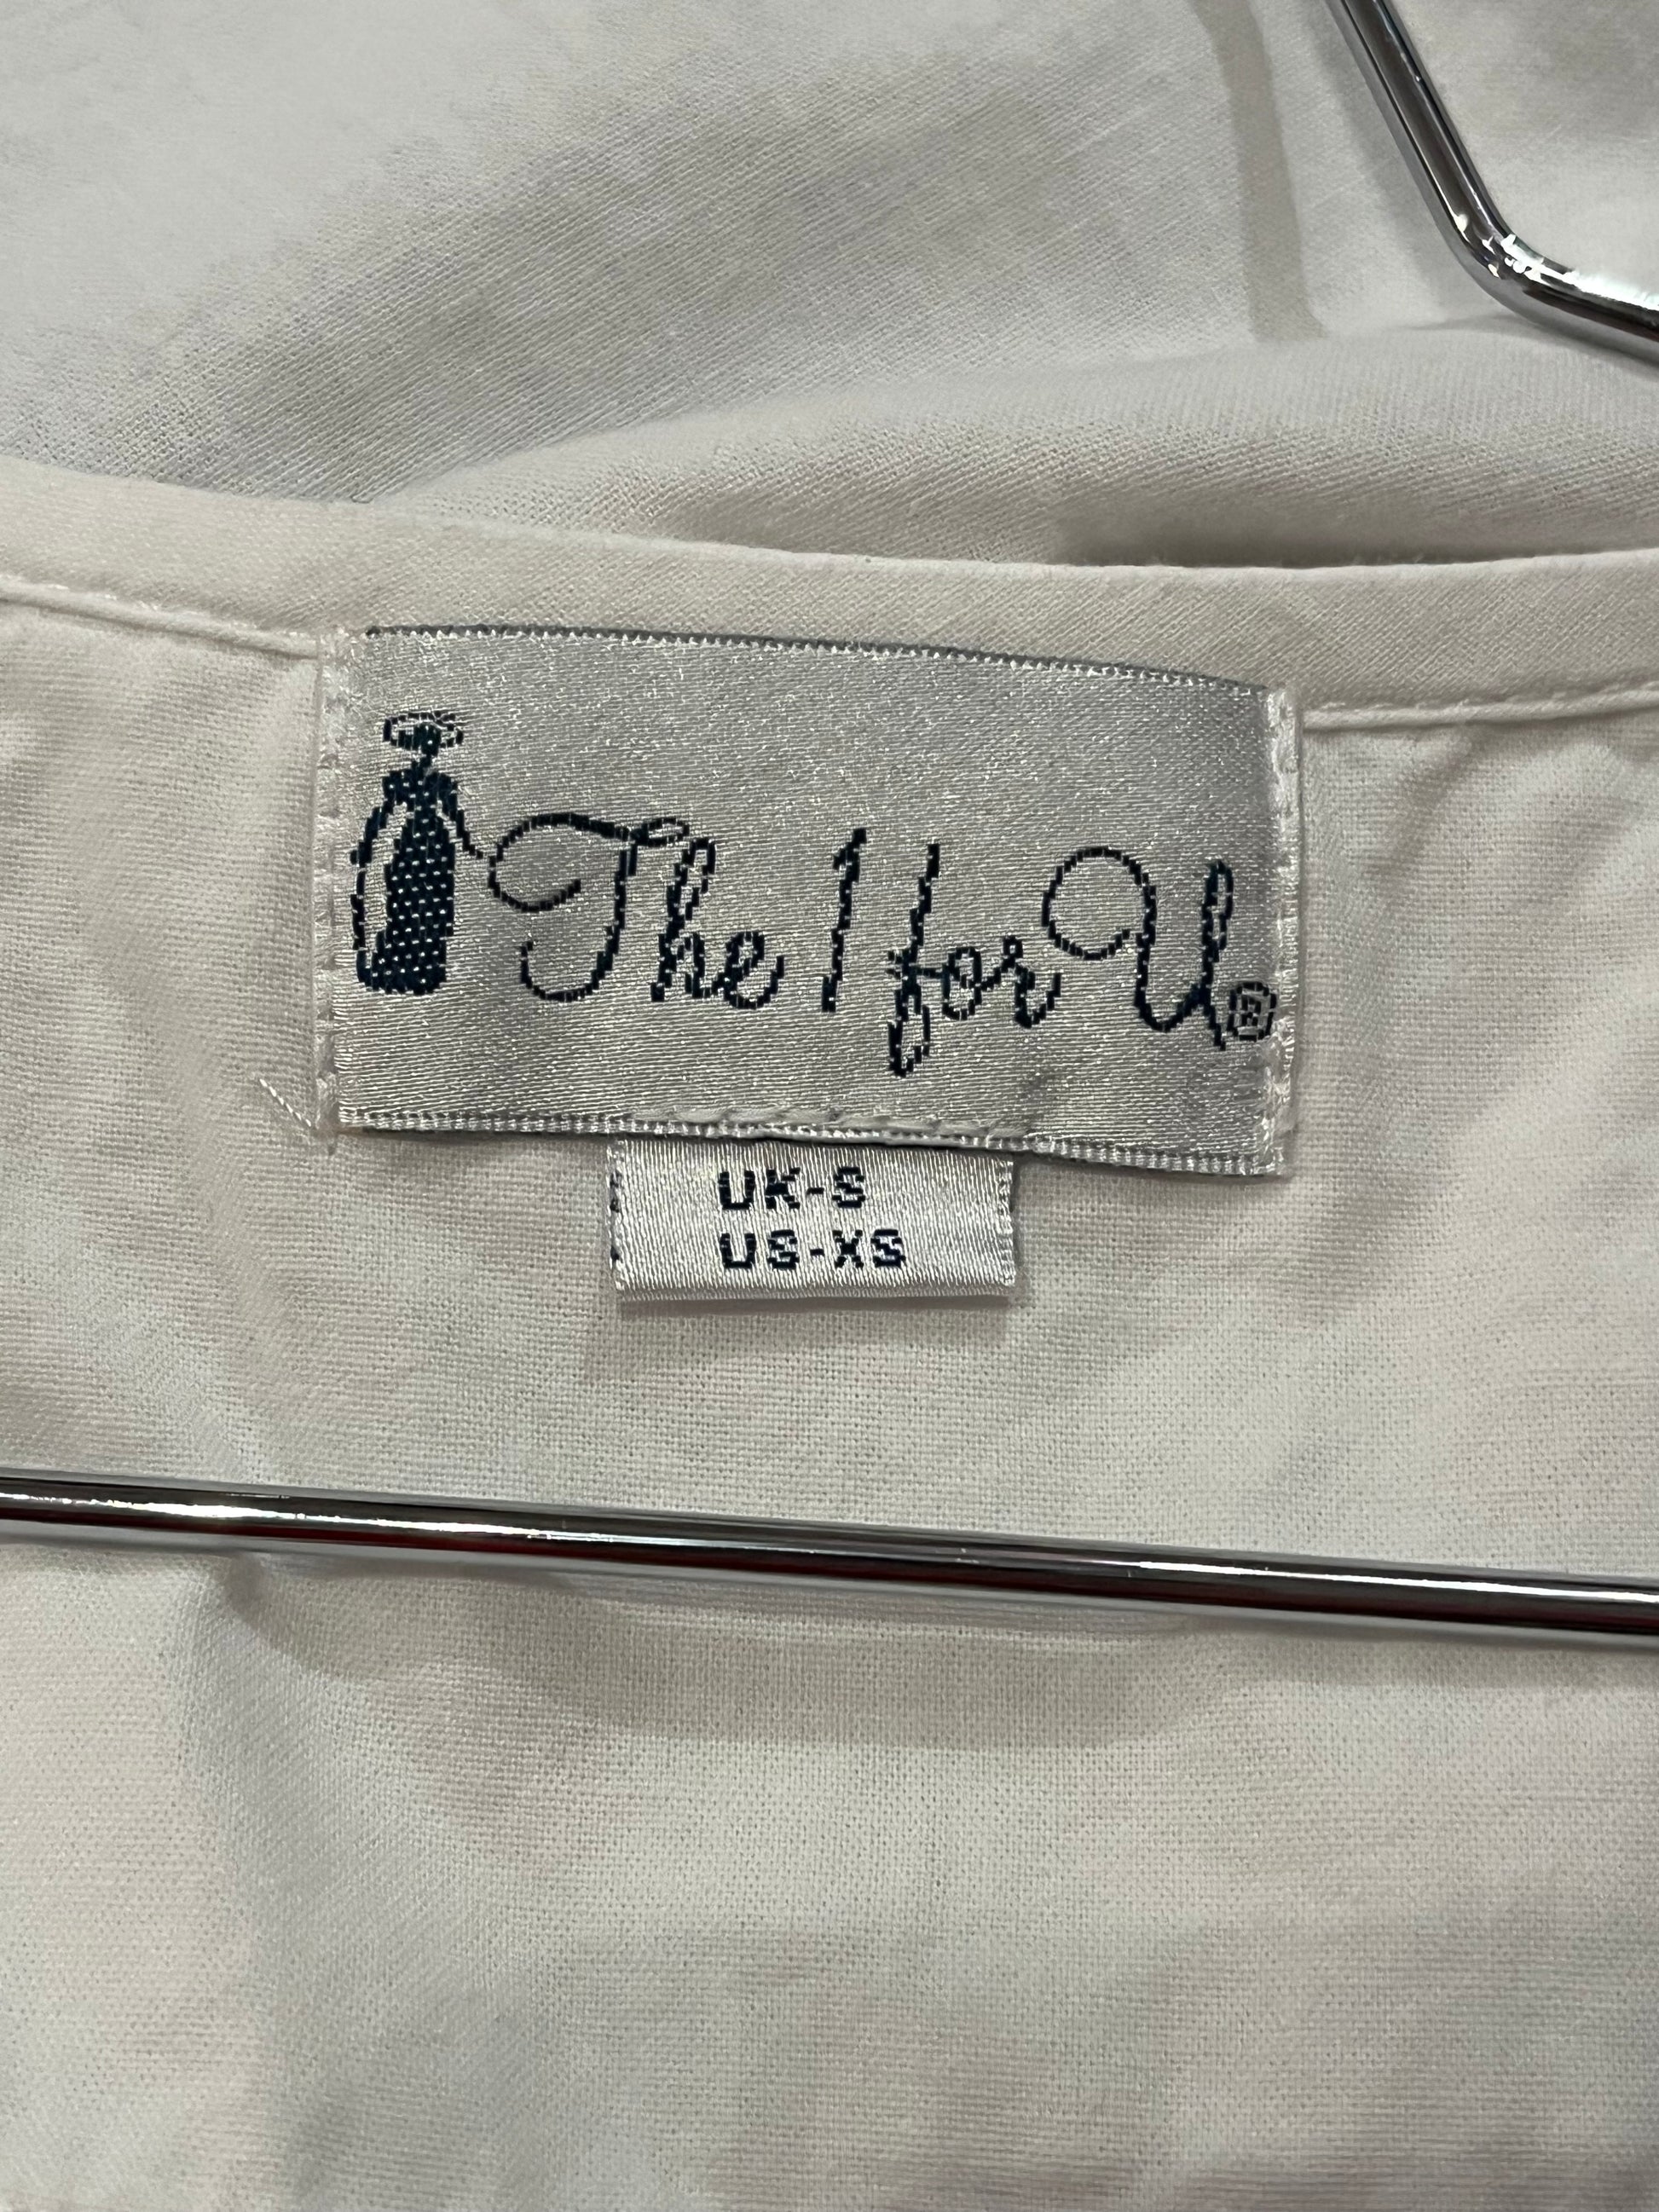 The 1 for U®
UK-S
US-XS